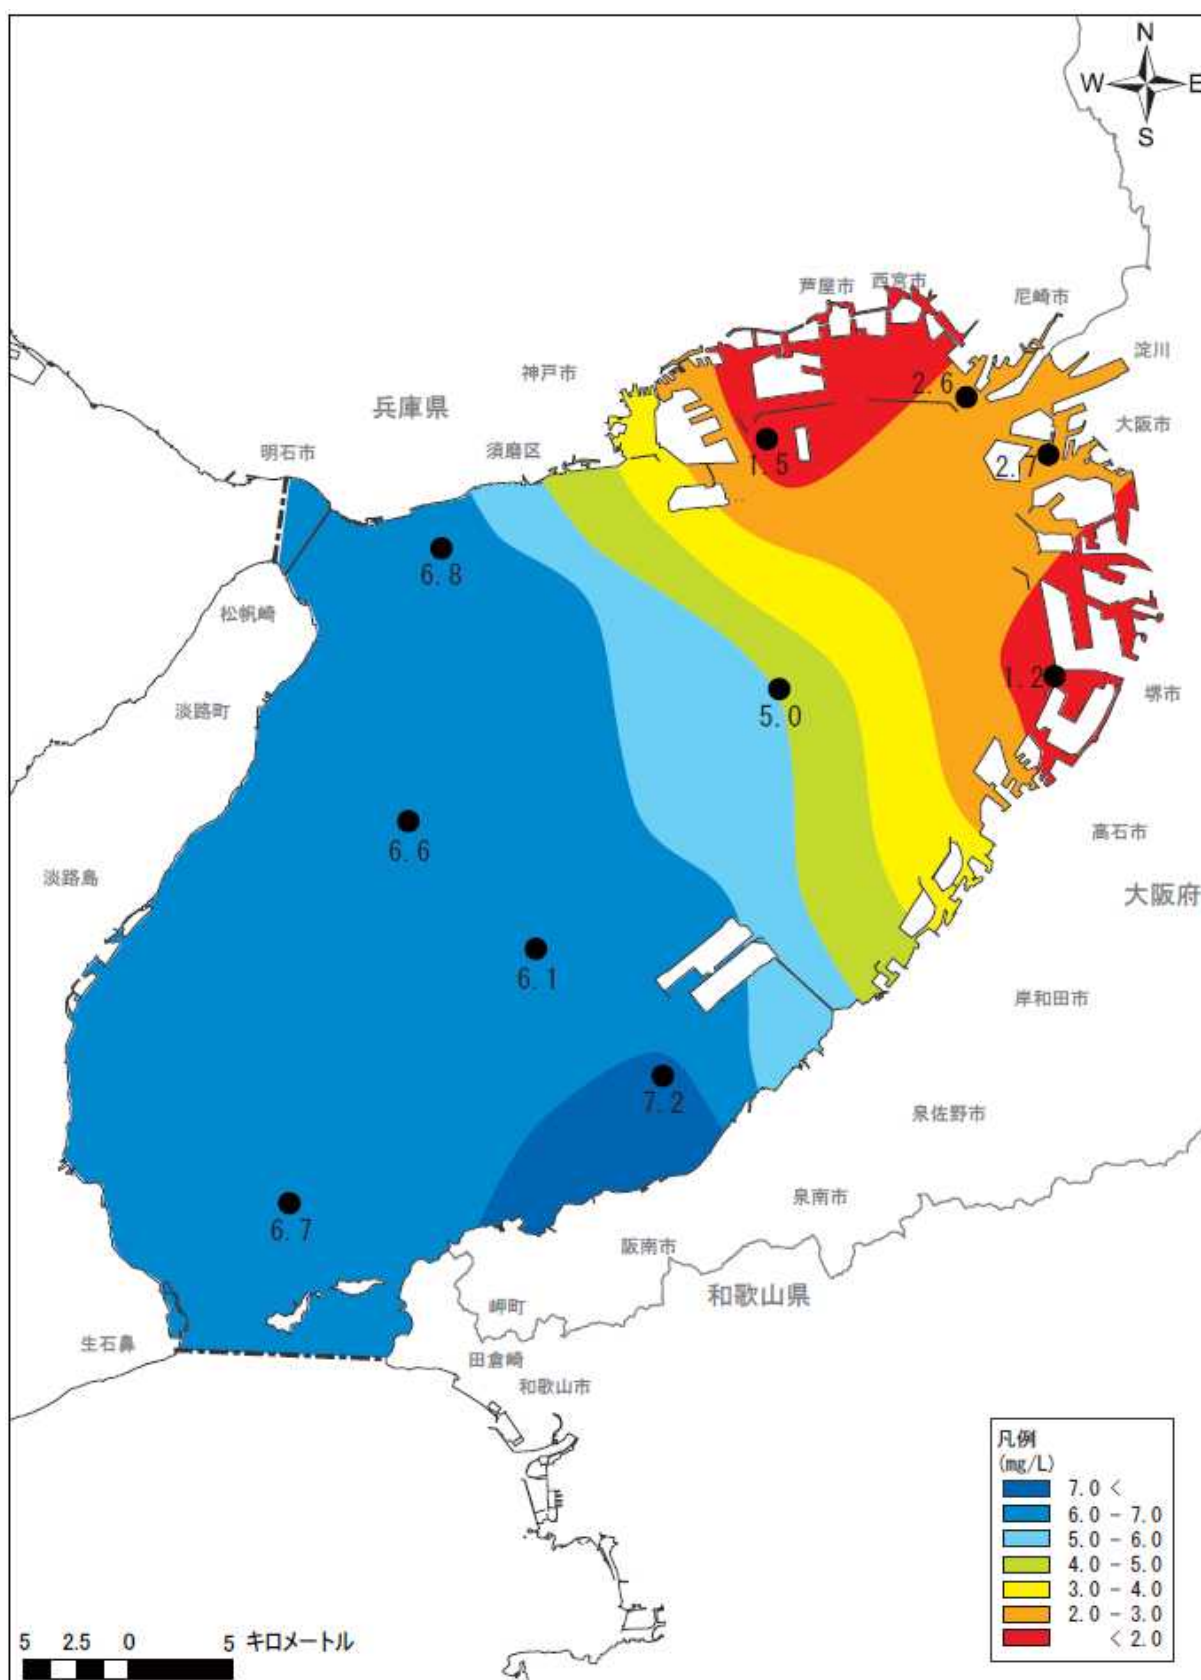 N
W E
S
芦屋市
西宮市
尼崎市
淀川
神戸市
2.6
兵庫県
大阪市
明石市
須磨区
1.5
2.7
6.8
松帆崎
1.2
堺市
淡路町
5.0
6.6
高石市
淡路島
大阪府
6.1
岸和田市
7.2
泉佐野市
泉南市
6.7
阪南市
和歌山県
岬町
生石鼻
田倉崎
和歌山市
凡例
(mg/L)
7.0 <
6.0 - 7.0
5.0 - 6.0
4.0 - 5.0
3.0 - 4.0
2.0 - 3.0
< 2.0
5 2.5 0 5 キロメートル